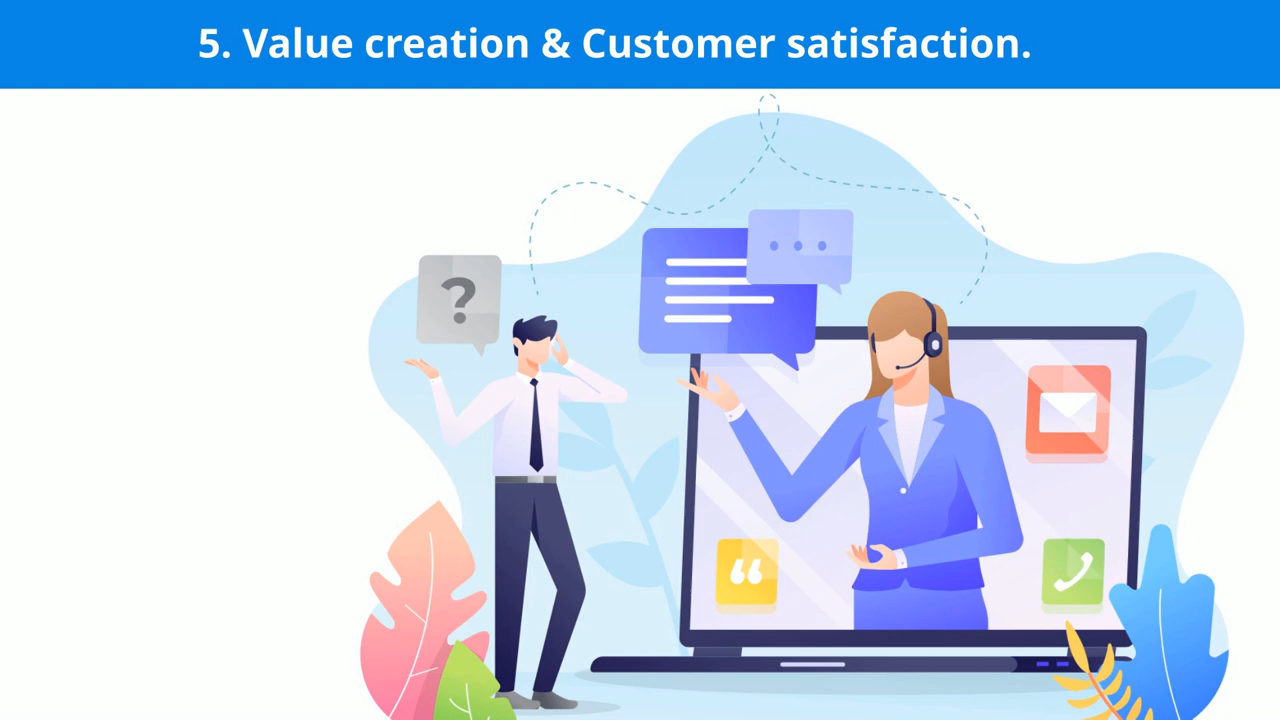 5. Value creation & Customer satisfaction.
?